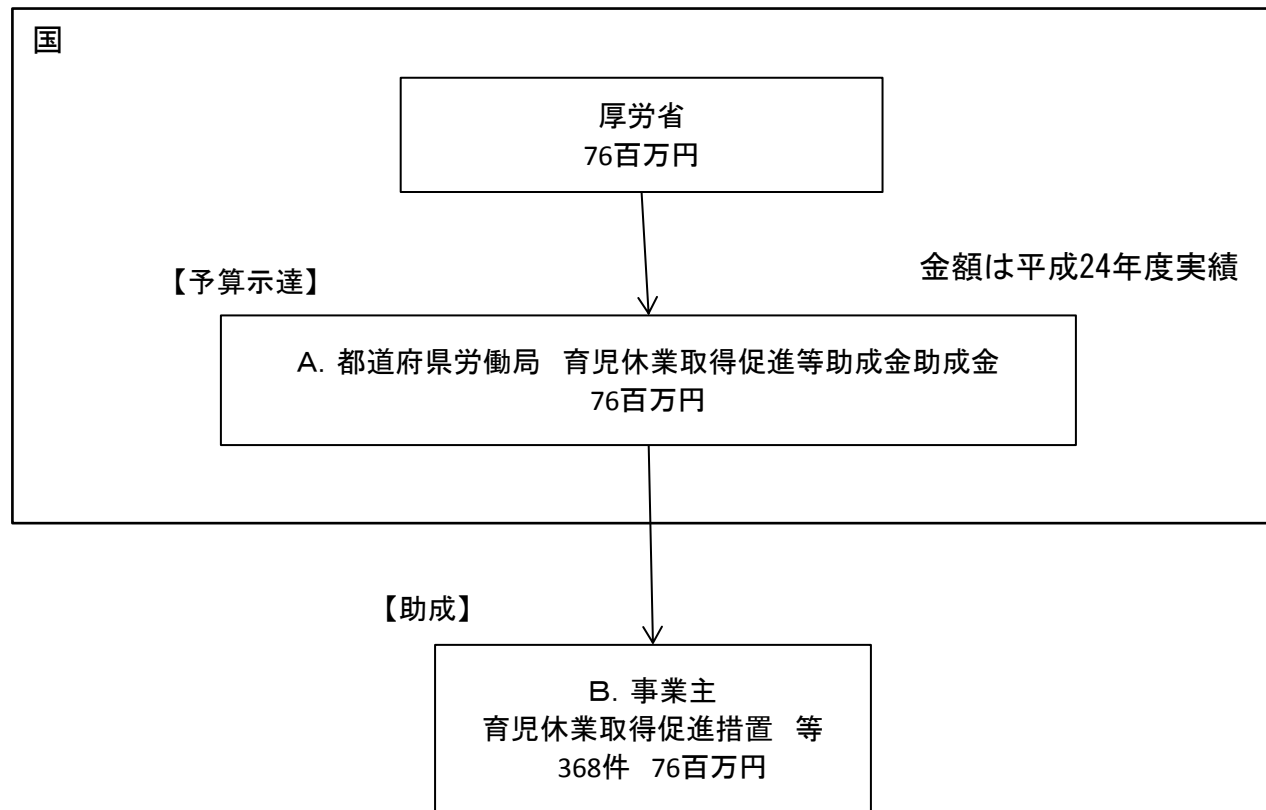 国
厚労省
76百万円
金額は平成24年度実績
【予算示達】
A. 都道府県労働局　育児休業取得促進等助成金助成金
76百万円
【助成】
B. 事業主
育児休業取得促進措置　等
368件　76百万円